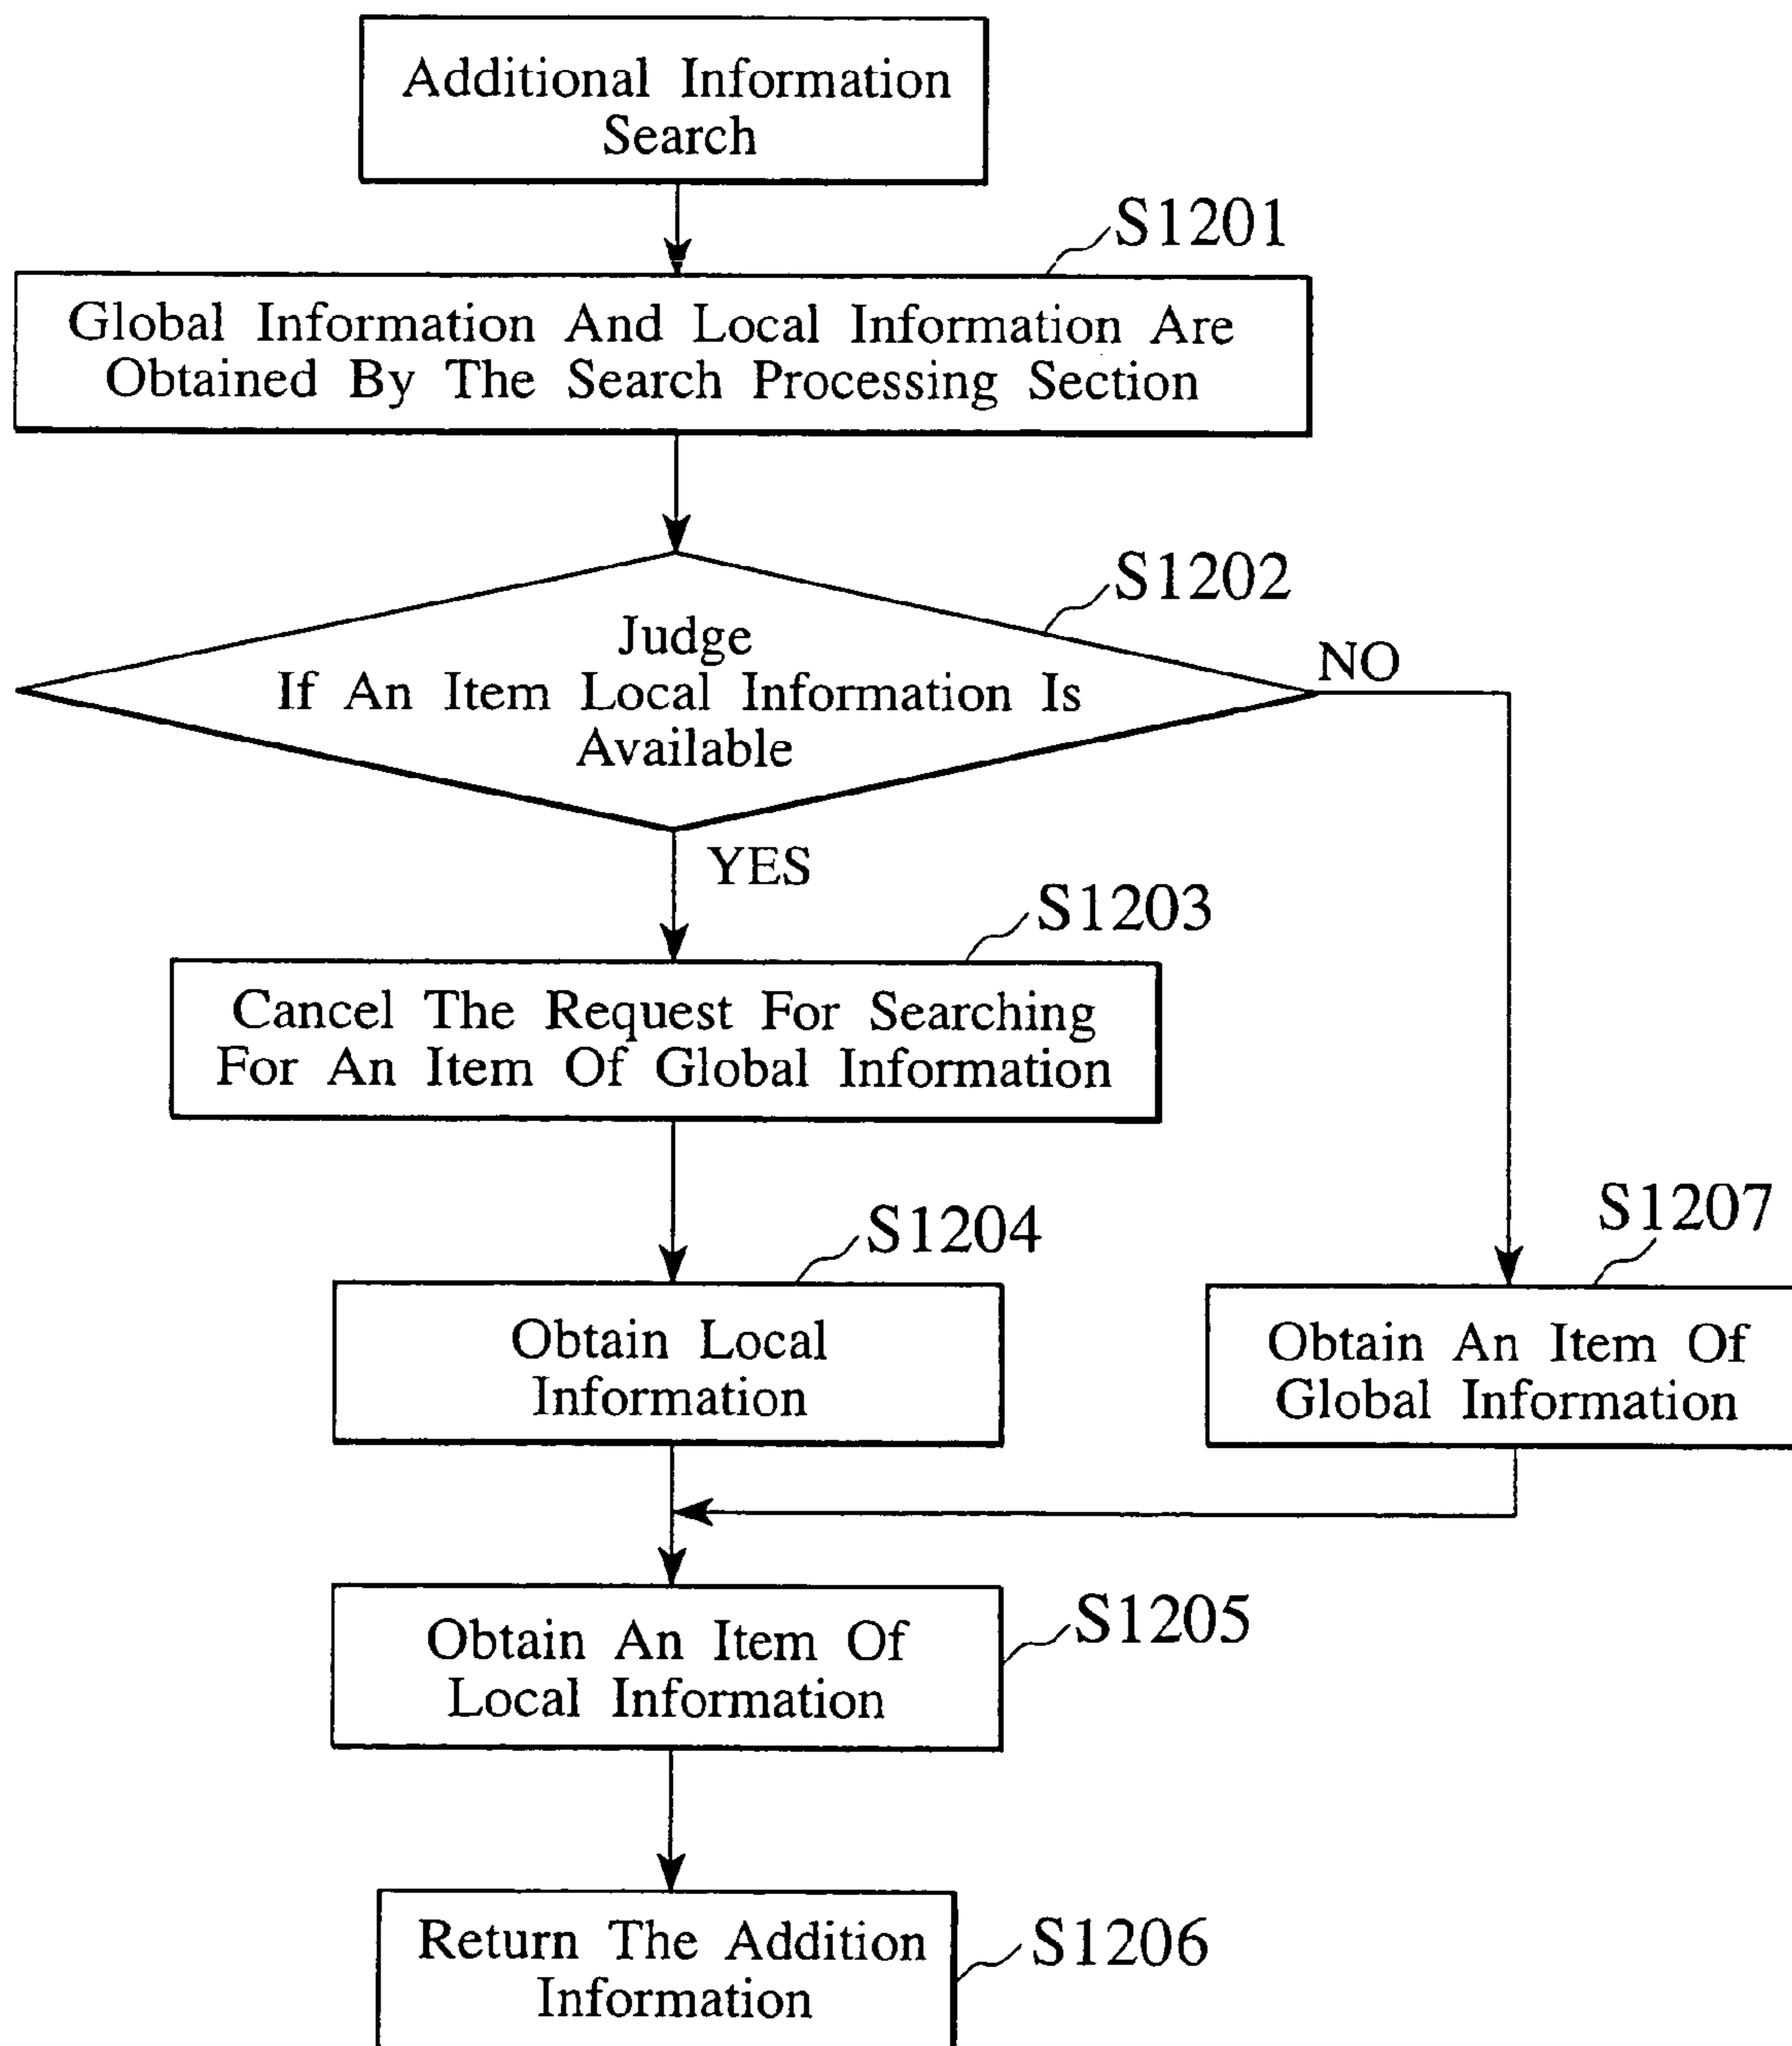 Additional Information
Search
S1201
Global Information And Local Information Are
Obtained By The Search Processing Section
S1202
Judge
If An Item Local Information Is
Available
NO
YES
S1203
Cancel The Request For Searching
For An Item Of Global Information
S1204
Obtain Local
Information
S1207
Obtain An Item Of
Global Information
S1205
Obtain An Item Of
Local Information
S1206
Return The Addition
Information